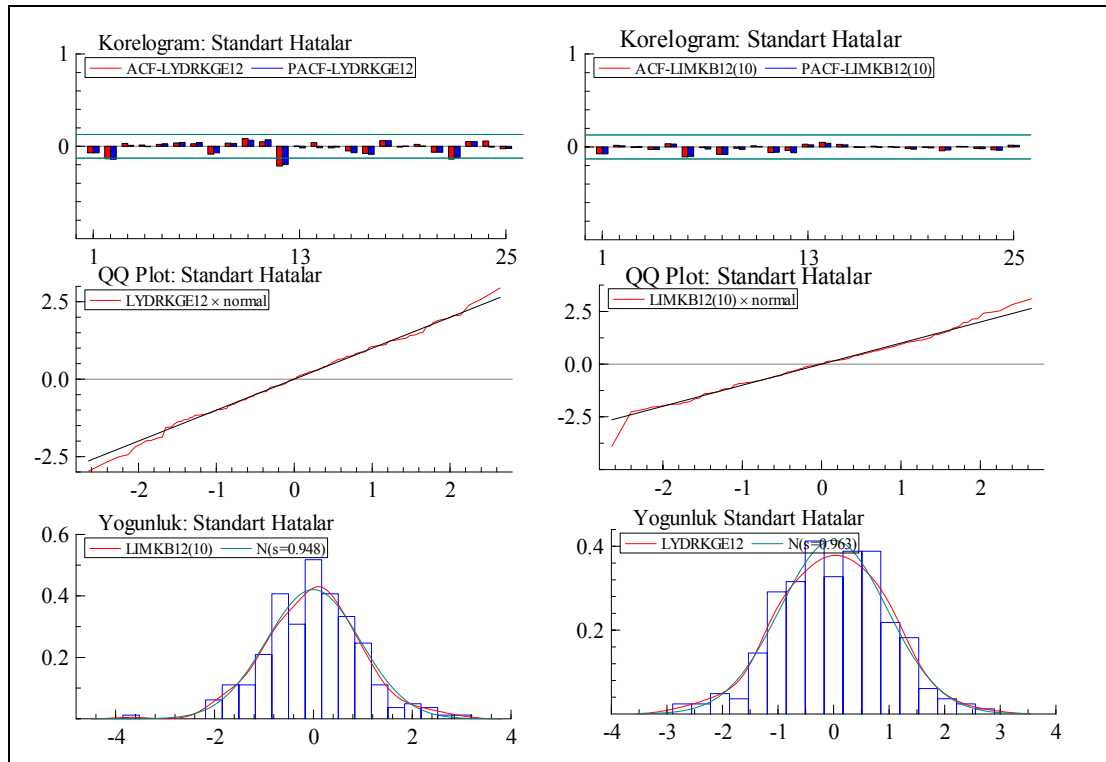 Korelogram: Standart Hatalar
ACF-LYDRKGE12 PACF-LYDRKGE12
1
0
1 13 25
Korelogram: Standart Hatalar
ACF-LIMKB12(10) PACF-LIMKB12(10)
1
0
1 13 25
QQ Plot: Standart Hatalar
LYDRKGE12 × normal
2.5
0.0
-2.5
-2 -1 0 1 2
QQ Plot: Standart Hatalar
LIMKB12(10) × normal
2.5
0.0
-2.5
-2 -1 0 1 2
Yogunluk: Standart Hatalar
LIMKB12(10) N(s=0.948)
0.6
0.4
0.2
-4 -2 0 2 4
Yogunluk Standart Hatalar
LYDRKGE12 N(s=0.963)
0.4
0.2
-4 -3 -2 -1 0 1 2 3 4